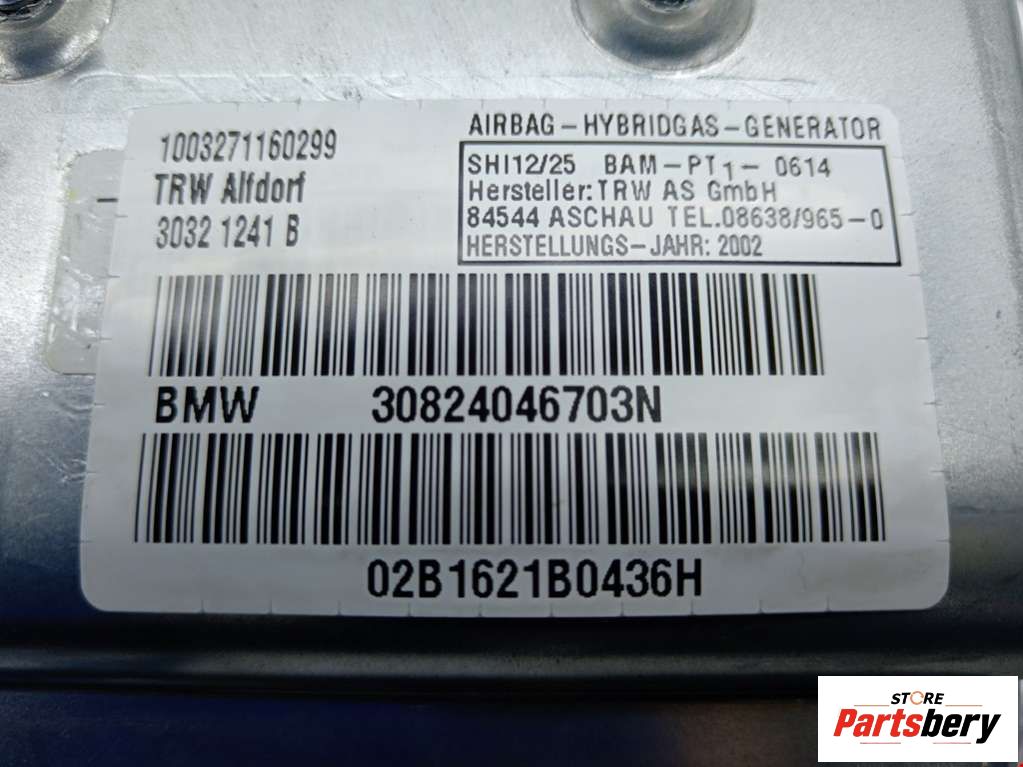 1003271160299
TRW Alfdorf
3032 1241 B
AIRBAG-HYBRIDGAS-GENERATOR
SHI12/25 BAM-PT1-0614
Hersteller:TRW AS GmbH
84544 ASCHAU TEL.08638/965-0
HERSTELLUNGS-JAHR: 2002
BMW 30824046703N
02B1621B0436H
STORE
Partsbery